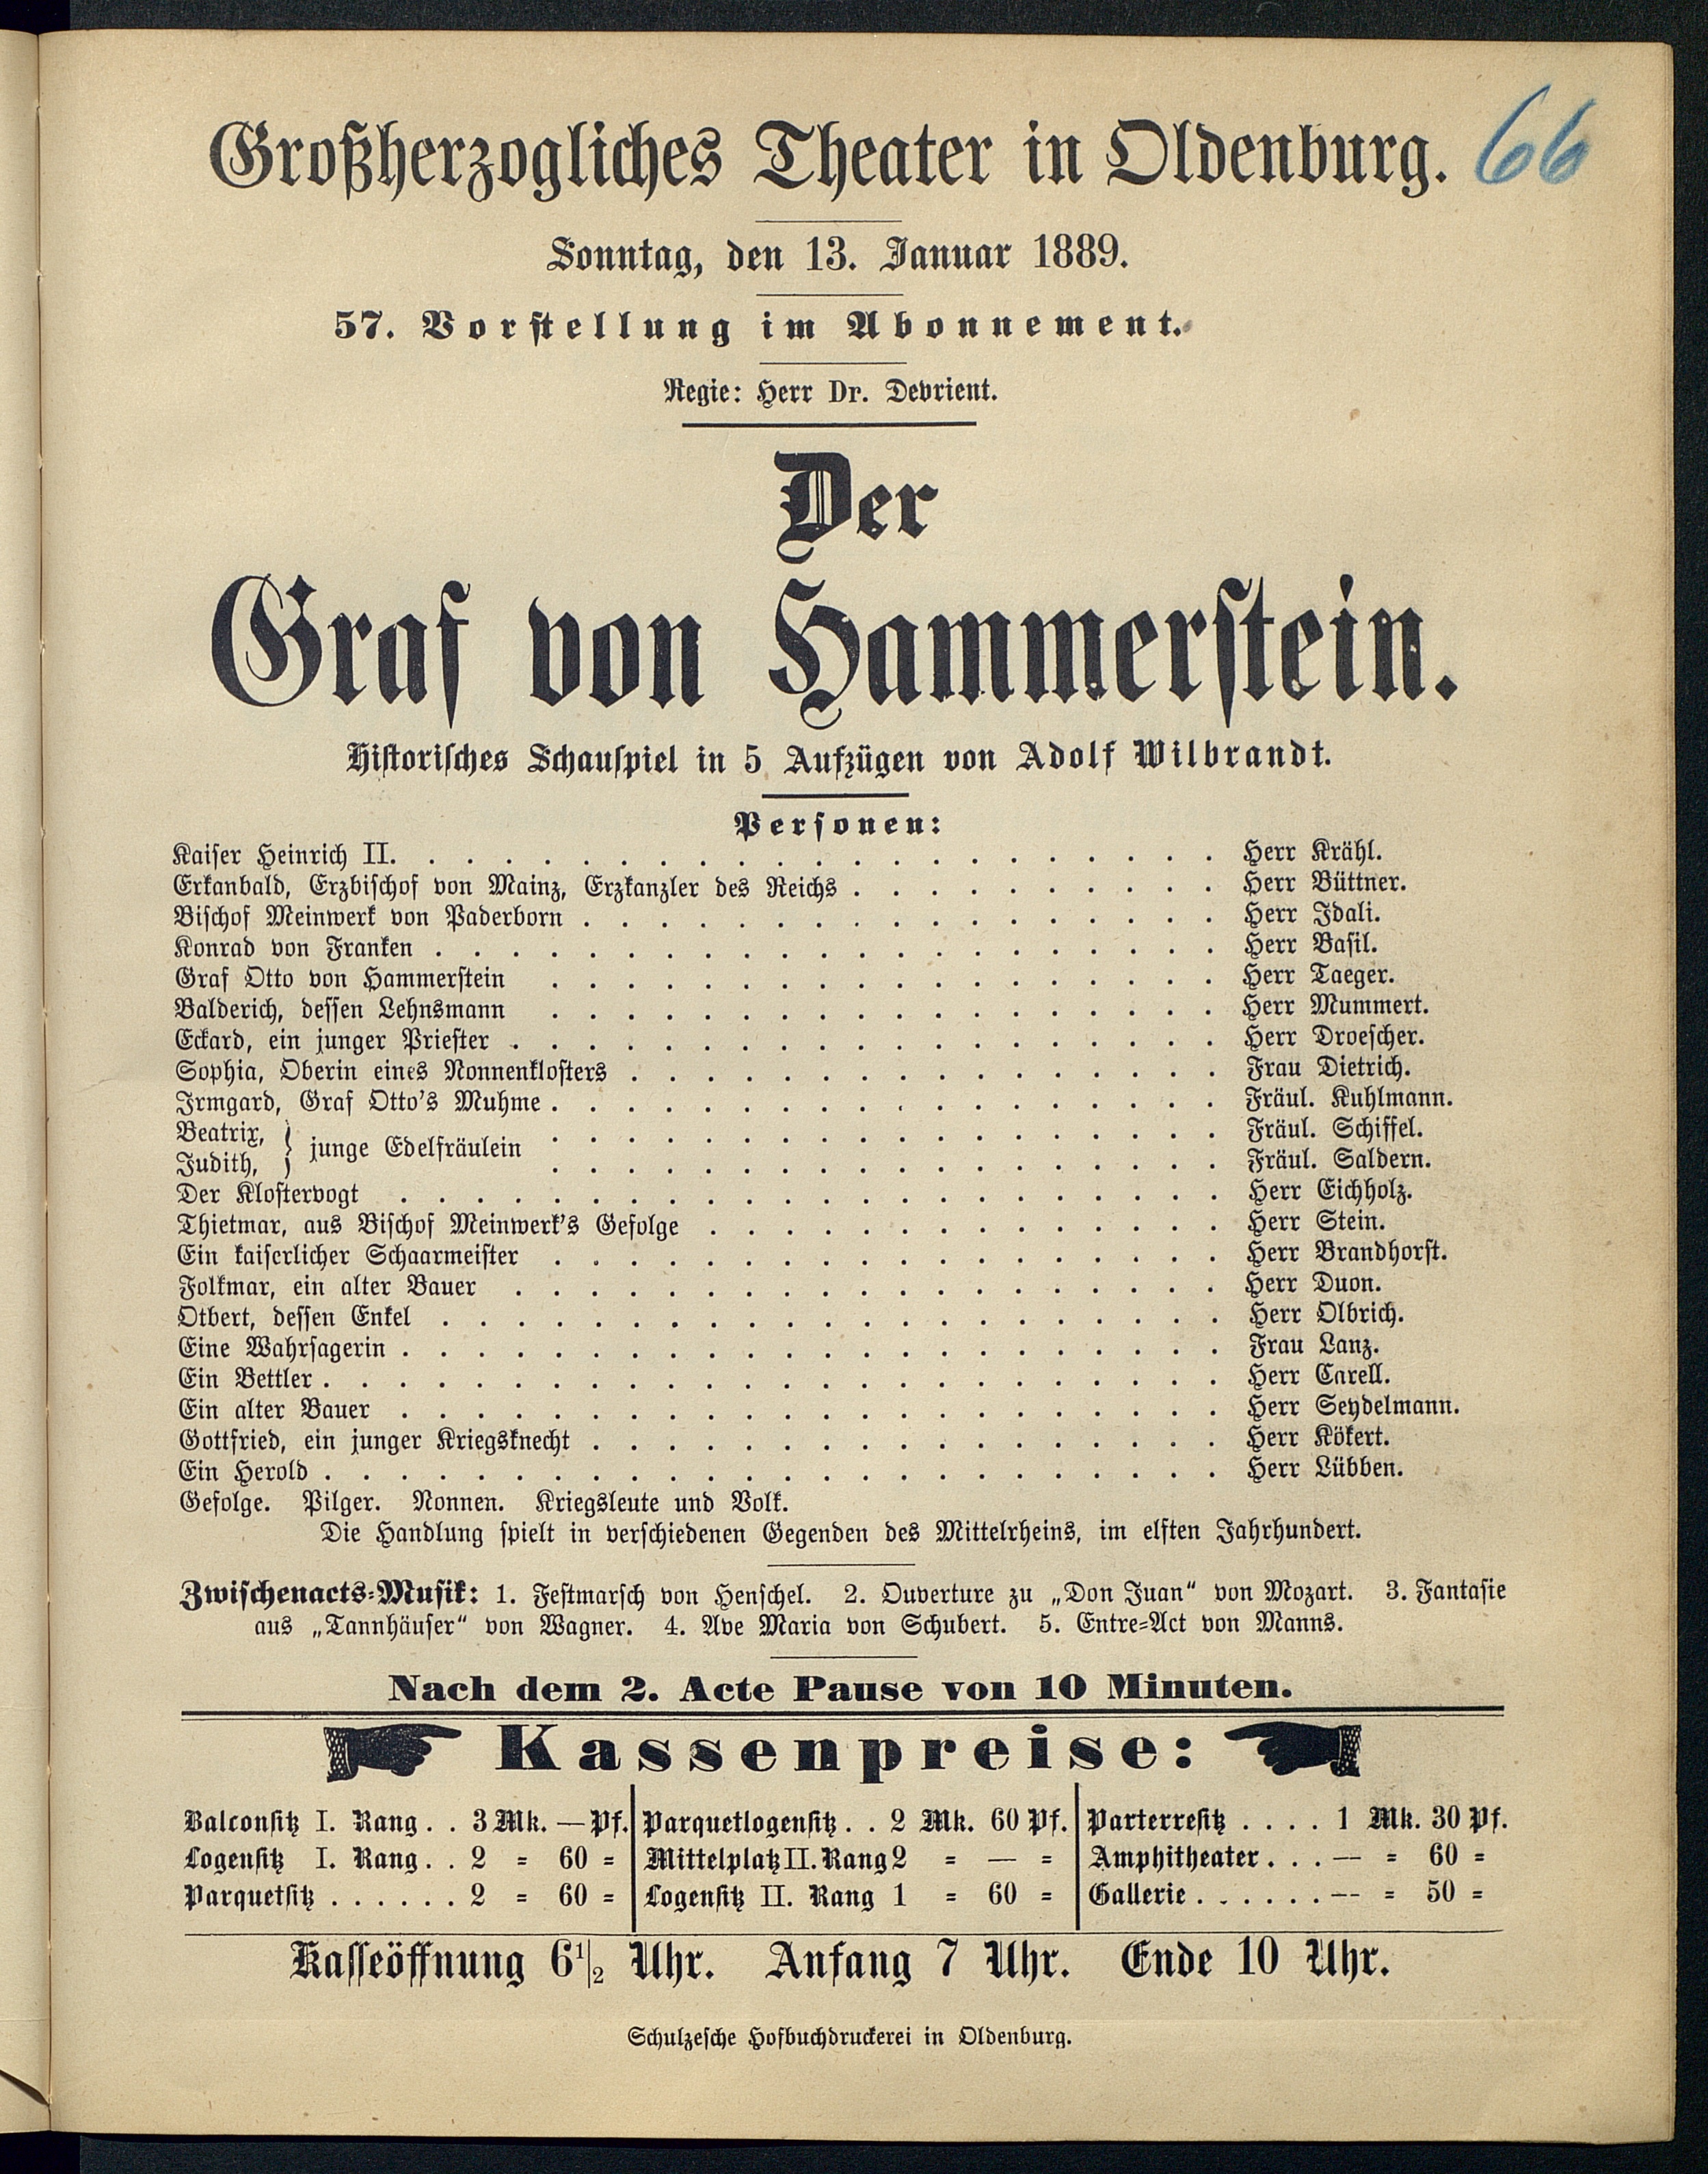 66
Großherzogliches Theater in Oldenburg.
Sonntag, den 13. Januar 1889.
57. Vorstellung im Abonnement.
Regie: Herr Dr. Devrient.
Der
Graf von Hammerstein.
Historisches Schauspiel in 5 Aufzügen von Adolf Wilbrandt.
Personen:
Kaiser Heinrich II. . . . . . . . . . . . . . . . . . . . . . Herr Krähl.
Erkanbald, Erzbischof von Mainz, Erzkanzler des Reichs . . . . . . . . . . Herr Büttner.
Bischof Meinwerk von Paderborn . . . . . . . . . . . . . . . . . Herr Idali.
Konrad von Franken . . . . . . . . . . . . . . . . . . . . . Herr Basil.
Graf Otto von Hammerstein . . . . . . . . . . . . . . . . . . Herr Taeger.
Balderich, dessen Lehnsmann . . . . . . . . . . . . . . . . . . Herr Mummert.
Eckard, ein junger Priester . . . . . . . . . . . . . . . . . . . Herr Droescher.
Sophia, Oberin eines Nonnenklosters . . . . . . . . . . . . . . . . Frau Dietrich.
Irmgard, Graf Otto's Muhme . . . . . . . . . . . . . . . . . . Fräul. Kuhlmann.
Beatrix, } junge Edelfräulein . . . . . . . . . . . . . . . . . . Fräul. Schiffel.
Judith, } . . . . . . . . . . . . . . . . . . Fräul. Saldern.
Der Klostervogt . . . . . . . . . . . . . . . . . . . . . . Herr Eichholz.
Thietmar, aus Bischof Meinwerk's Gefolge . . . . . . . . . . . . . . Herr Stein.
Ein kaiserlicher Schaarmeister . . . . . . . . . . . . . . . . . . Herr Brandhorst.
Folkmar, ein alter Bauer . . . . . . . . . . . . . . . . . . . Herr Duon.
Otbert, dessen Enkel . . . . . . . . . . . . . . . . . . . . . Herr Olbrich.
Eine Wahrsagerin . . . . . . . . . . . . . . . . . . . . . . Frau Lanz.
Ein Bettler . . . . . . . . . . . . . . . . . . . . . . . . Herr Carell.
Ein alter Bauer . . . . . . . . . . . . . . . . . . . . . . Herr Seydelmann.
Gottfried, ein junger Kriegsknecht . . . . . . . . . . . . . . . . . Herr Kökert.
Ein Herold . . . . . . . . . . . . . . . . . . . . . . . . Herr Lübben.
Gefolge. Pilger. Nonnen. Kriegsleute und Volk.
Die Handlung spielt in verschiedenen Gegenden des Mittelrheins, im elften Jahrhundert.
Zwischenacts-Musik: 1. Festmarsch von Henschel. 2. Ouverture zu „Don Juan“ von Mozart. 3. Fantasie
aus „Tannhäuser“ von Wagner. 4. Ave Maria von Schubert. 5. Entre-Act von Manns.
Nach dem 2. Acte Pause von 10 Minuten.
Kassenpreise:
Balconsitz I. Rang . . 3 Mk. — Pf. Parquetlogensitz . . 2 Mk. 60 Pf. Parterresitz . . . . 1 Mk. 30 Pf.
Logensitz I. Rang . . 2 = 60 = Mittelplatz II. Rang 2 = — = Amphitheater . . . — = 60 =
Parquetsitz . . . . . . 2 = 60 = Logensitz II. Rang 1 = 60 = Gallerie . . . . . . — = 50 =
Kasseöffnung 6 1/2 Uhr. Anfang 7 Uhr. Ende 10 Uhr.
Schulzesche Hofbuchdruckerei in Oldenburg.